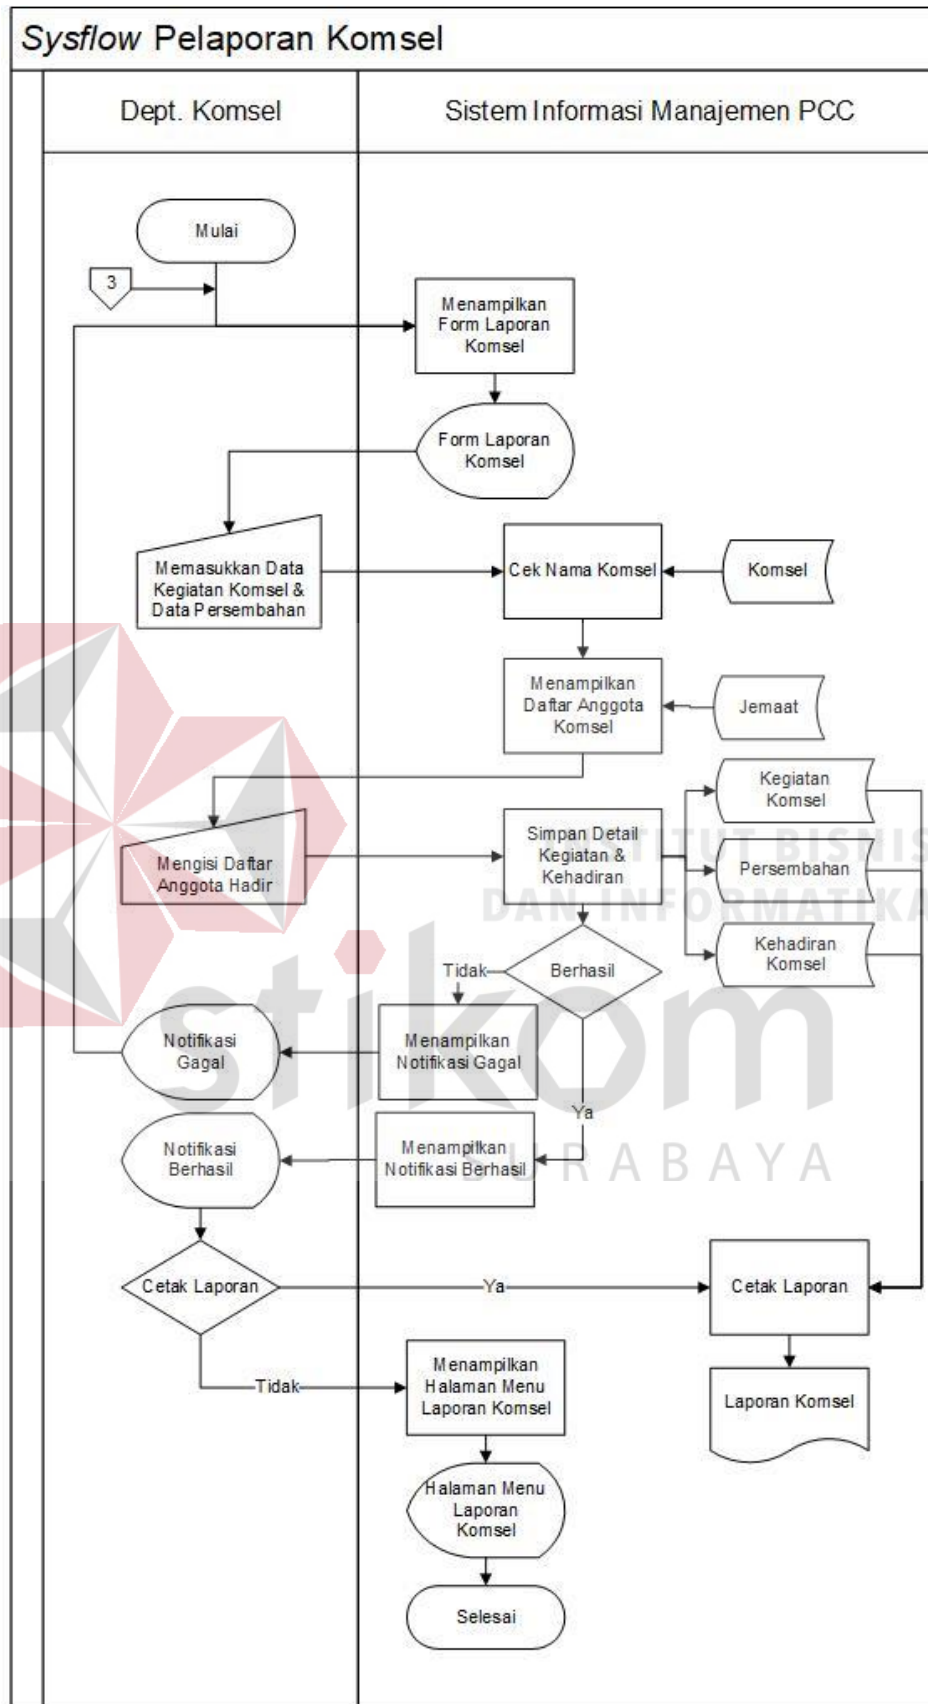 Sysflow Pelaporan Komsel
Dept. Komsel
Sistem Informasi Manajemen PCC
Mulai
3
Menampilkan
Form Laporan
Komsel
Form Laporan
Komsel
Memasukkan Data
Kegiatan Komsel &
Data Persembahan
Cek Nama Komsel
Komsel
Menampilkan
Daftar Anggota
Komsel
Jemaat
Kegiatan
Komsel
Mengisi Daftar
Anggota Hadir
Simpan Detail
Kegiatan &
Kehadiran
INSTITUT BISNIS
DAN INFORMATIKA
Persembahan
Kehadiran
Komsel
Berhasil
Tidak
stikom
SURABAYA
Notifikasi
Gagal
Menampilkan
Notifikasi Gagal
Ya
Notifikasi
Berhasil
Menampilkan
Notifikasi Berhasil
Cetak Laporan
Ya
Cetak Laporan
Tidak
Menampilkan
Halaman Menu
Laporan Komsel
Laporan Komsel
Halaman Menu
Laporan
Komsel
Selesai